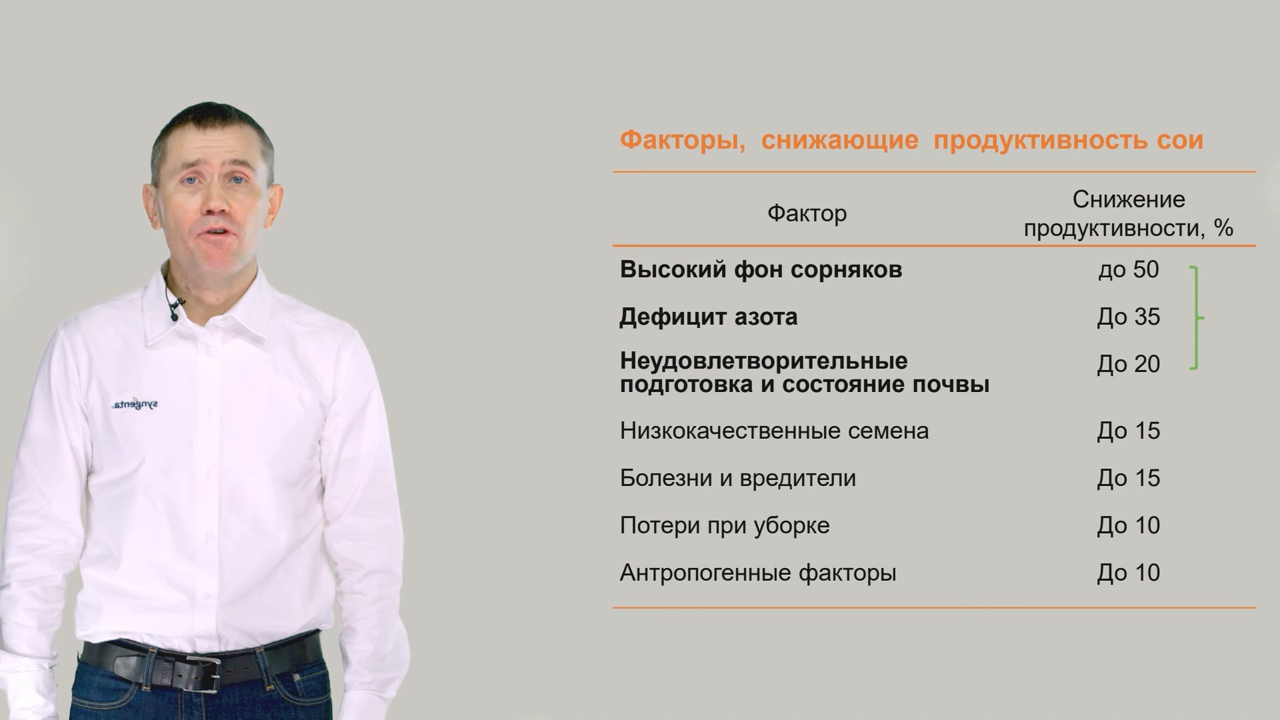 Факторы, снижающие продуктивность сои
Фактор
Снижение
продуктивности, %
Высокий фон сорняков до 50
Дефицит азота До 35
Неудовлетворительные
подготовка и состояние почвы До 20
Низкокачественные семена До 15
Болезни и вредители До 15
Потери при уборке До 10
Антропогенные факторы До 10
syngenta